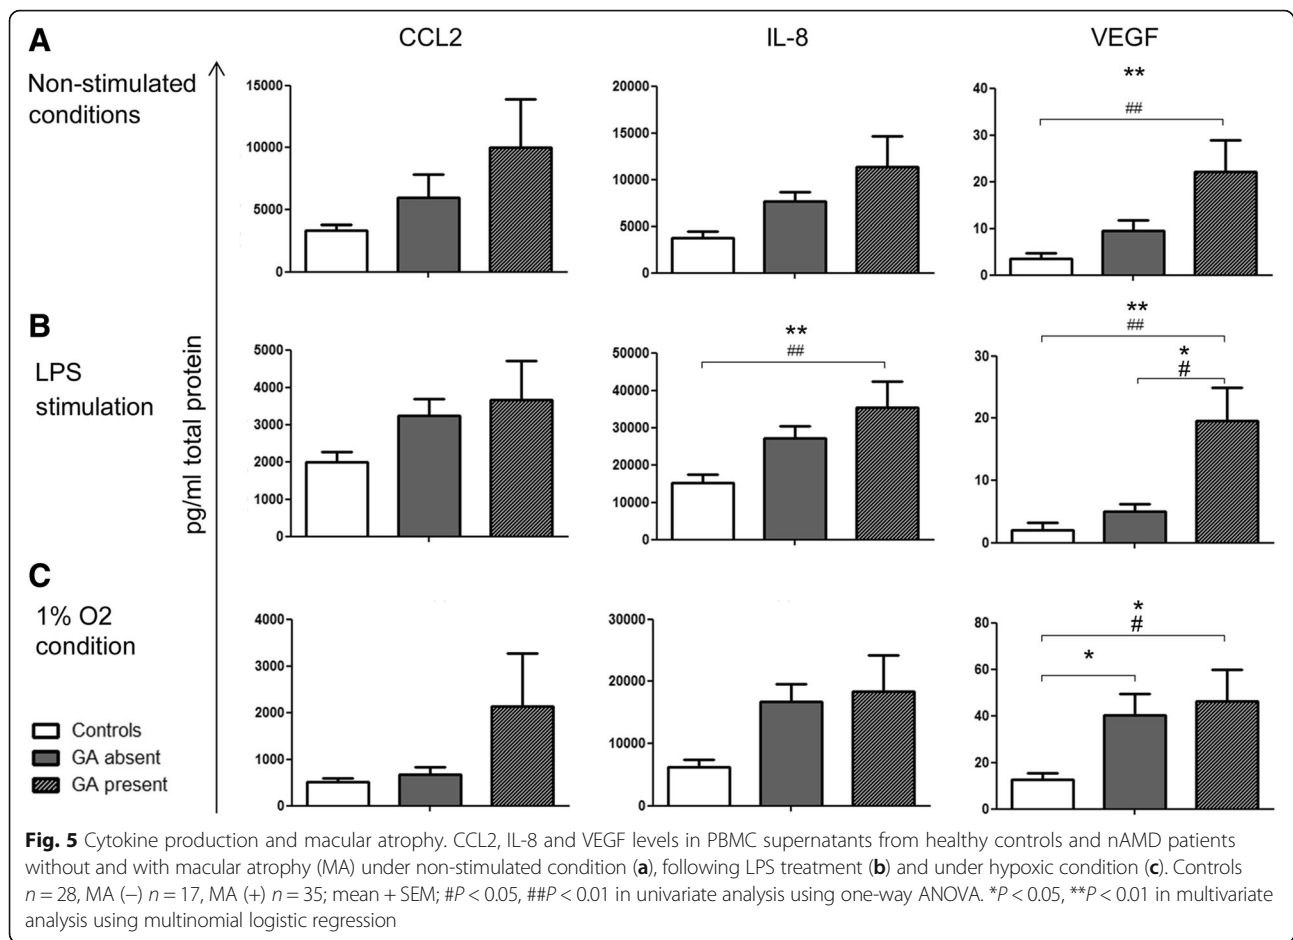 A
CCL2
IL-8
VEGF
Non-stimulated
conditions
15000
10000
5000
0
20000
15000
10000
5000
0
**
##
40
30
20
10
0
B
LPS
stimulation
pg/ml total protein
5000
4000
3000
2000
1000
0
**
##
50000
40000
30000
20000
10000
0
**
##
*
#
30
20
10
0
C
1% O2
condition
4000
3000
2000
1000
0
30000
20000
10000
0
*
#
*
80
60
40
20
0
Controls
GA absent
GA present
Fig. 5 Cytokine production and macular atrophy. CCL2, IL-8 and VEGF levels in PBMC supernatants from healthy controls and nAMD patients
without and with macular atrophy (MA) under non-stimulated condition (a), following LPS treatment (b) and under hypoxic condition (c). Controls
n = 28, MA (−) n = 17, MA (+) n = 35; mean + SEM; #P < 0.05, ##P < 0.01 in univariate analysis using one-way ANOVA. *P < 0.05, **P < 0.01 in multivariate
analysis using multinomial logistic regression